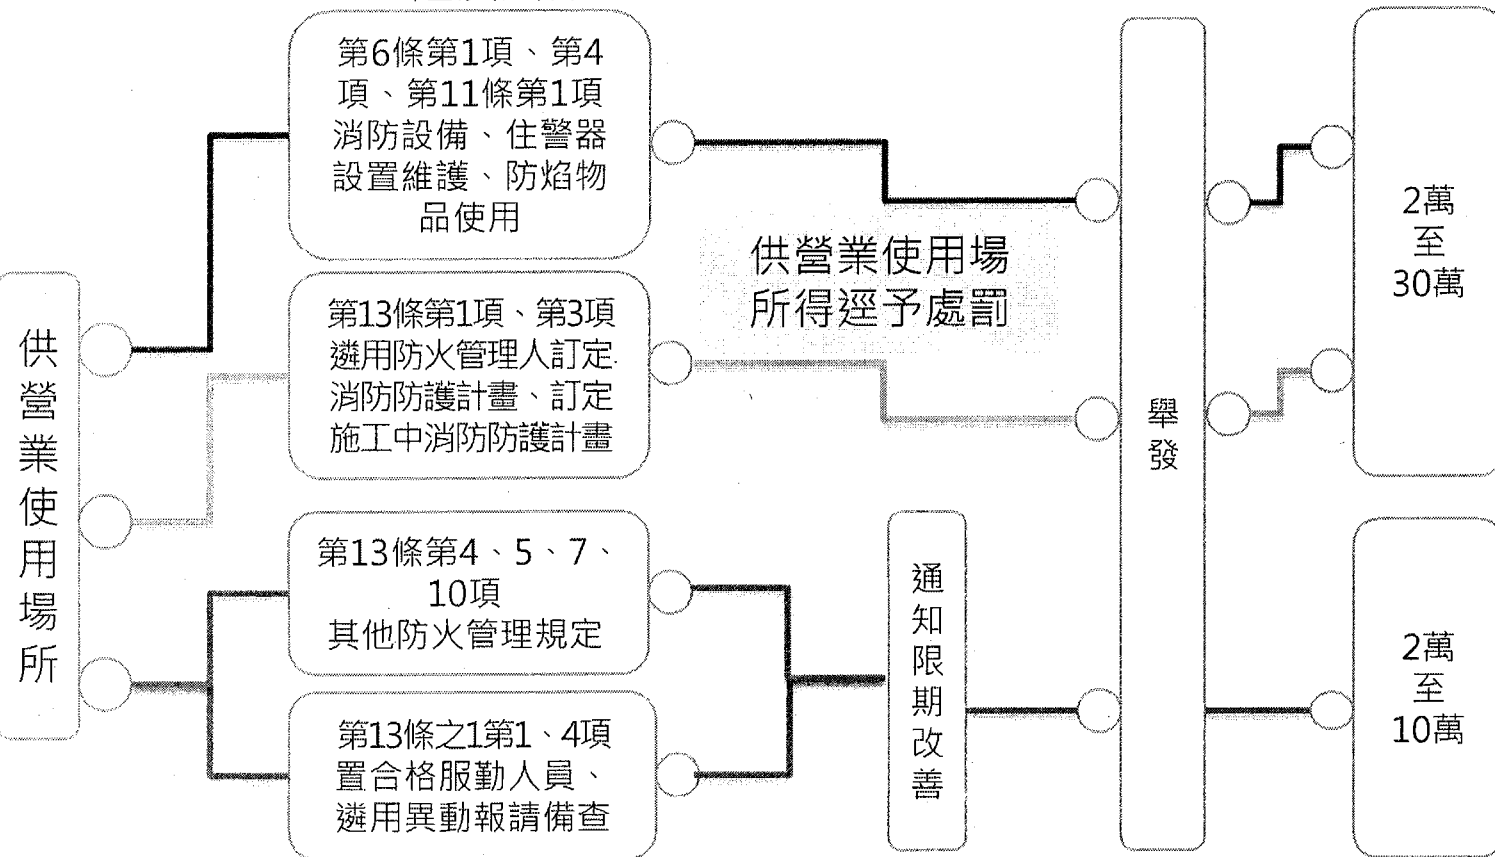 供營業使用場所
第6條第1項、第4
項、第11條第1項
消防設備、住警器
設置維護、防焰物
品使用
第13條第1項、第3項
遴用防火管理人訂定
消防防護計畫、訂定
施工中消防防護計畫
第13條第4、5、7、
10項
其他防火管理規定
第13條之1第1、4項
置合格服勤人員、
遴用異動報請備查
供營業使用場
所得逕予處罰
通知限期改善
舉發
2萬
至
30萬
2萬
至
10萬